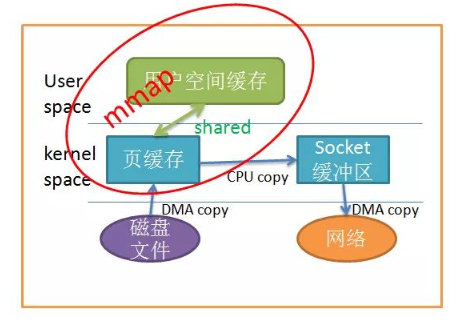 User
space
用户空间缓存
mmap
shared
kernel
space
页缓存
CPU copy
Socket
缓冲区
DMA copy
DMA copy
磁盘
文件
网络